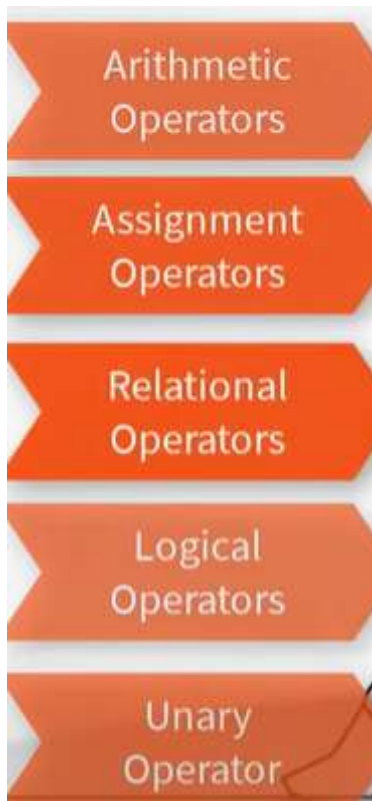 Arithmetic
Operators
Assignment
Operators
Relational
Operators
Logical
Operators
Unary
Operator